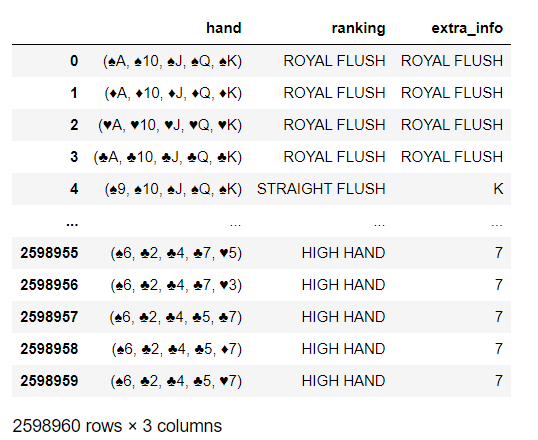 hand ranking extra_info
0 (♠A, ♠10, ♠J, ♠Q, ♠K) ROYAL FLUSH ROYAL FLUSH
1 (♦A, ♦10, ♦J, ♦Q, ♦K) ROYAL FLUSH ROYAL FLUSH
2 (♥A, ♥10, ♥J, ♥Q, ♥K) ROYAL FLUSH ROYAL FLUSH
3 (♣A, ♣10, ♣J, ♣Q, ♣K) ROYAL FLUSH ROYAL FLUSH
4 (♠9, ♠10, ♠J, ♠Q, ♠K) STRAIGHT FLUSH K
... ... ... ...
2598955 (♠6, ♣2, ♣4, ♣7, ♥5) HIGH HAND 7
2598956 (♠6, ♣2, ♣4, ♣7, ♥3) HIGH HAND 7
2598957 (♠6, ♣2, ♣4, ♣5, ♣7) HIGH HAND 7
2598958 (♠6, ♣2, ♣4, ♣5, ♦7) HIGH HAND 7
2598959 (♠6, ♣2, ♣4, ♣5, ♥7) HIGH HAND 7
2598960 rows × 3 columns